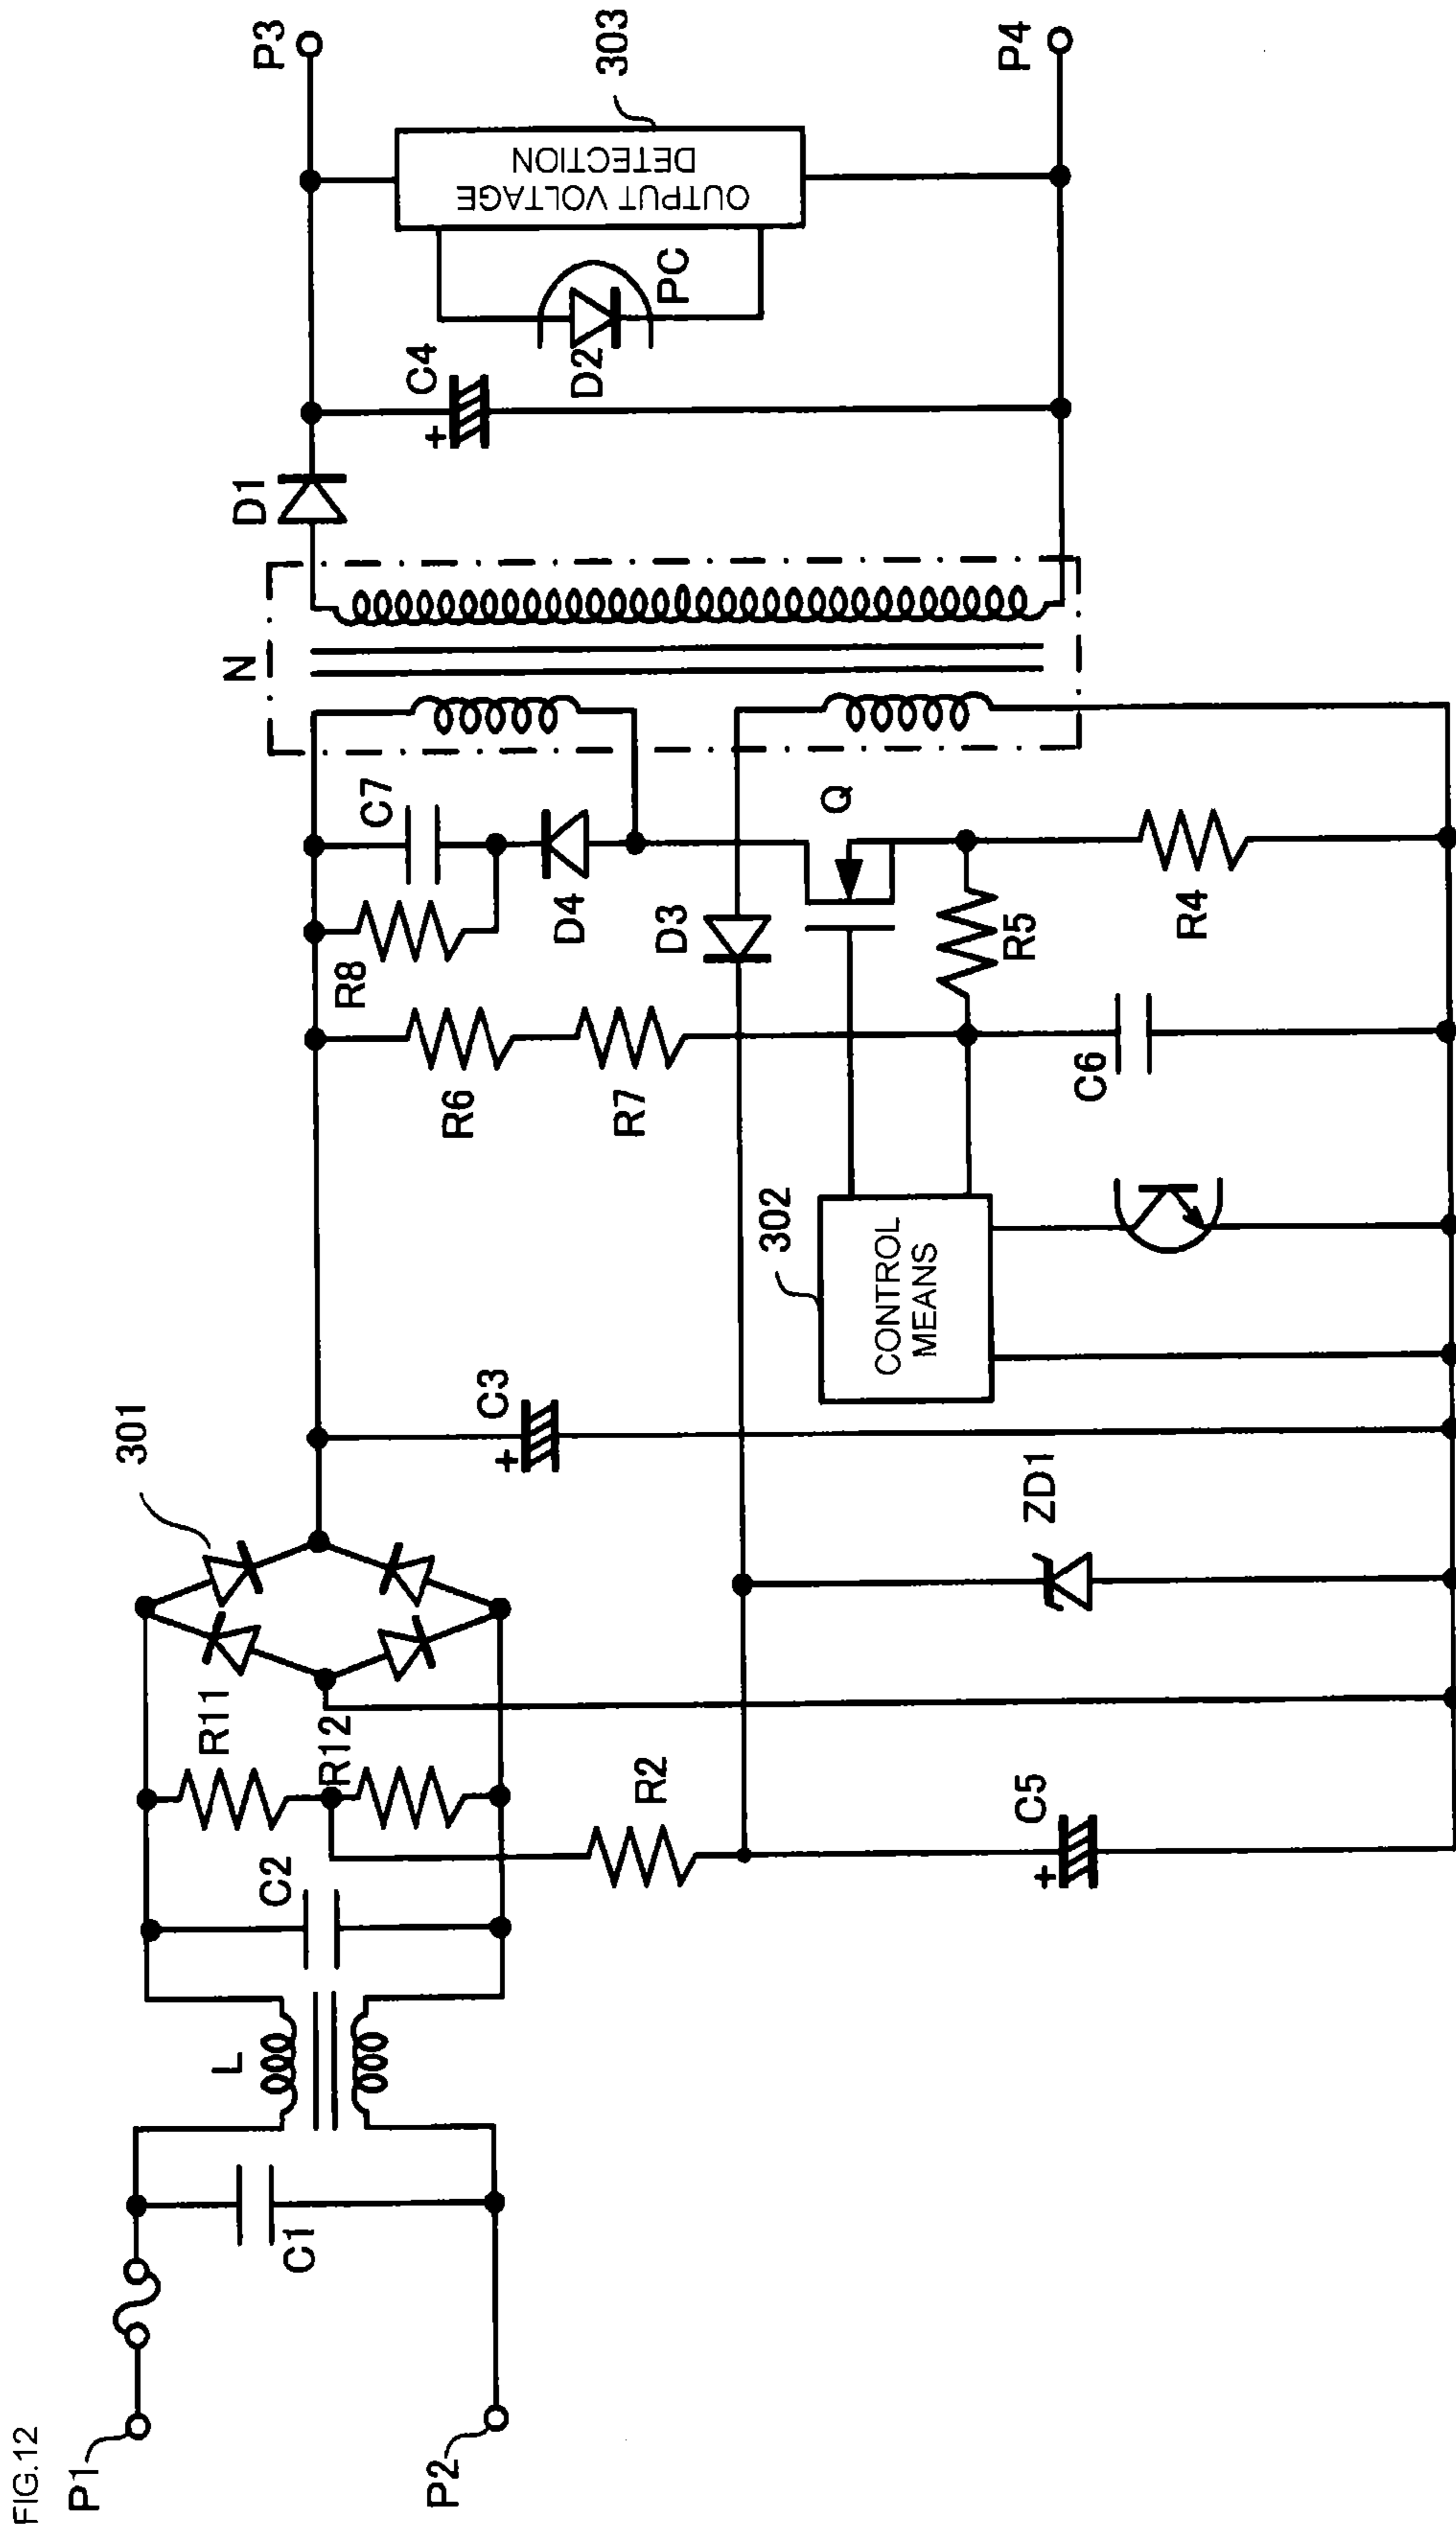 FIG.12
P1
P2
C1
L
C2
R11
R12
R2
C5
301
ZD1
C3
+
+
302
CONTROL
MEANS
R6
R7
R8
C7
D4
D3
Q
R5
R4
C6
N
D1
C4
+
D2
PC
OUTPUT VOLTAGE
DETECTION
303
P3
P4